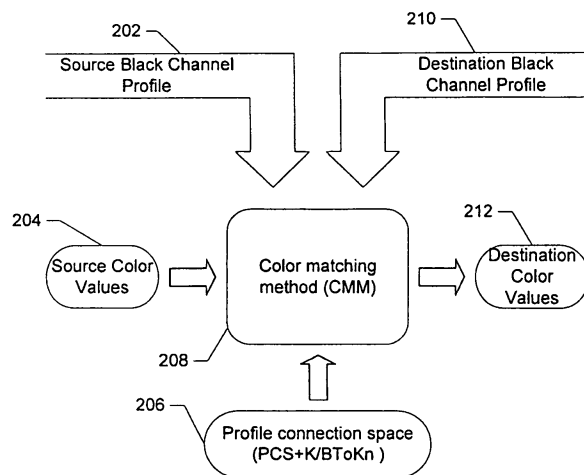 202
Source Black Channel
Profile
210
Destination Black
Channel Profile
204
Source Color
Values
Color matching
method (CMM)
208
212
Destination
Color
Values
206
Profile connection space
(PCS+K/BToKn )